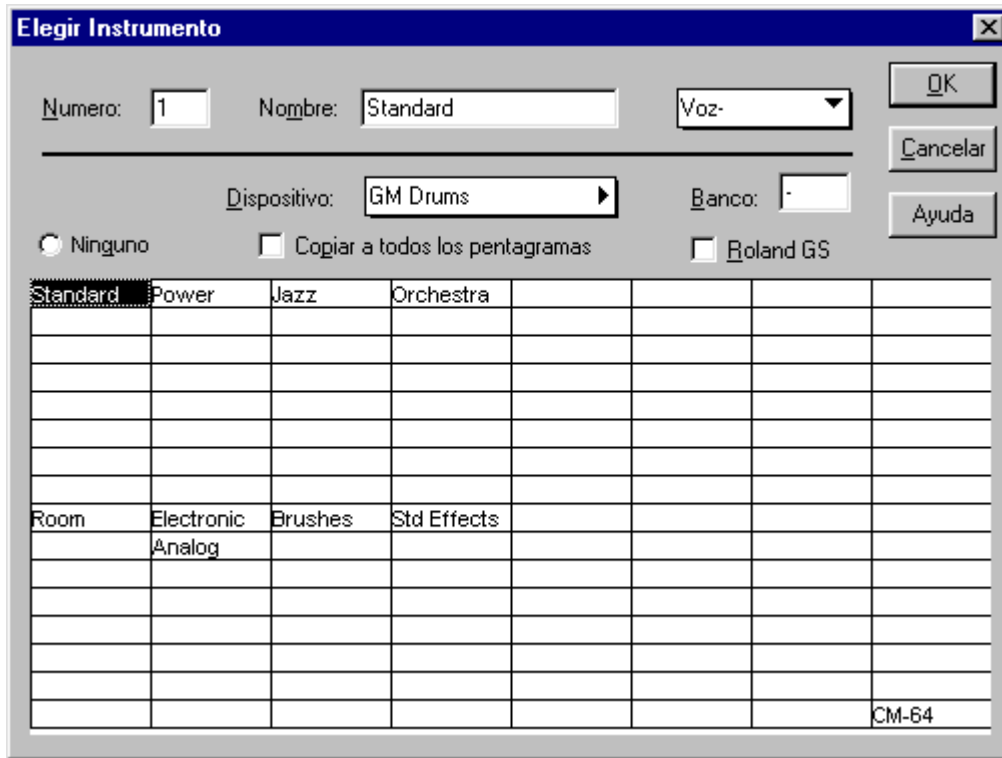 Elegir Instrumento
Numero: 1 Nombre: Standard Voz- OK
Cancelar
Dispositivo: GM Drums Banco: - Ayuda
Ninguno Copiar a todos los pentagramas Roland GS
Standard Power Jazz Orchestra
Room Electronic Brushes Std Effects
Analog
CM-64